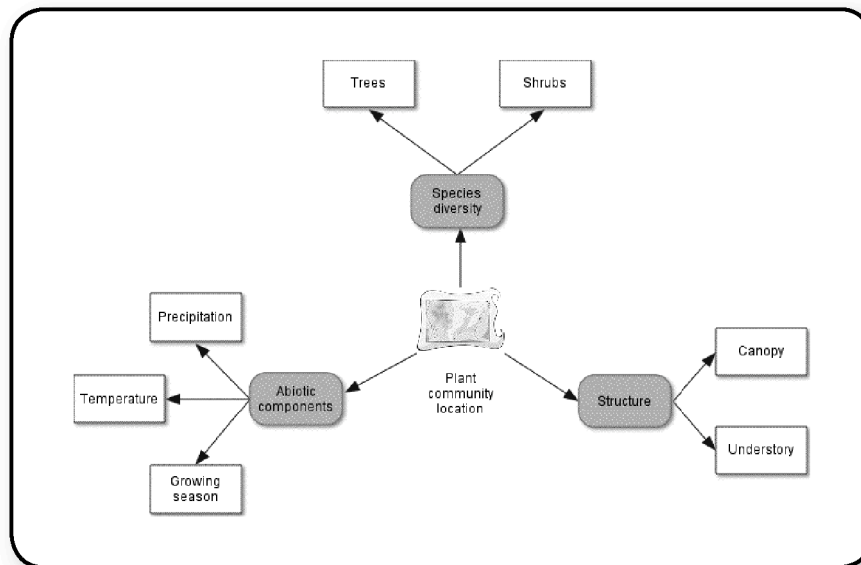 Trees
Shrubs
Species
diversity
Precipitation
Temperature
Growing
season
Abiotic
components
Plant
community
location
Structure
Canopy
Understory